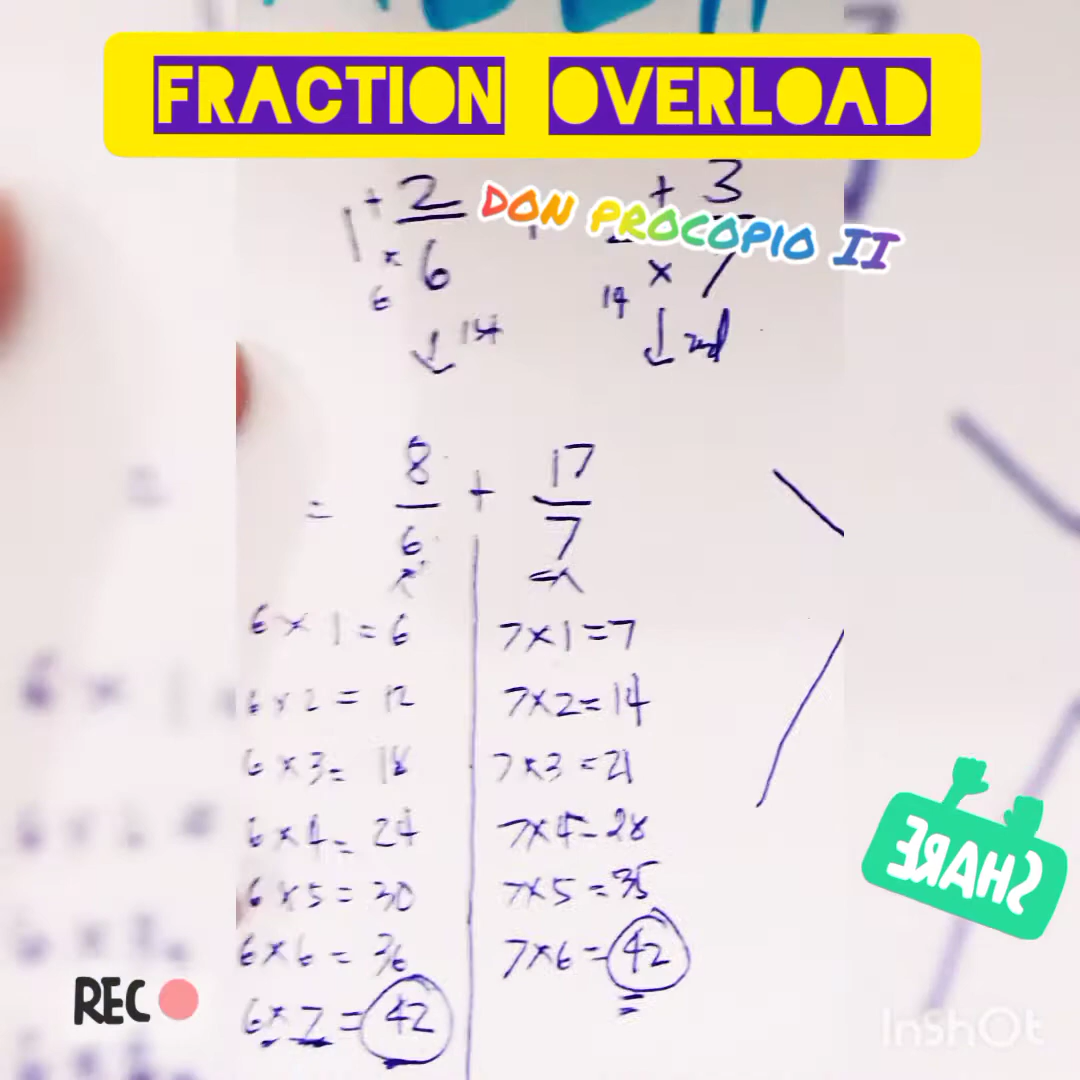 FRACTION OVERLOAD
1 + 2 + 3
DON PROCOPIO II
x 6 x 7
6 14
↓ 1st ↓ 2nd
= 8 + 17
6 7
x = x
6 x 1 = 6 7 x 1 = 7
6 x 2 = 12 7 x 2 = 14
6 x 3 = 18 7 x 3 = 21
6 x 4 = 24 7 x 4 = 28
6 x 5 = 30 7 x 5 = 35
6 x 6 = 36 7 x 6 = 42
6 x 7 = 42
SHARE
REC
InshOt